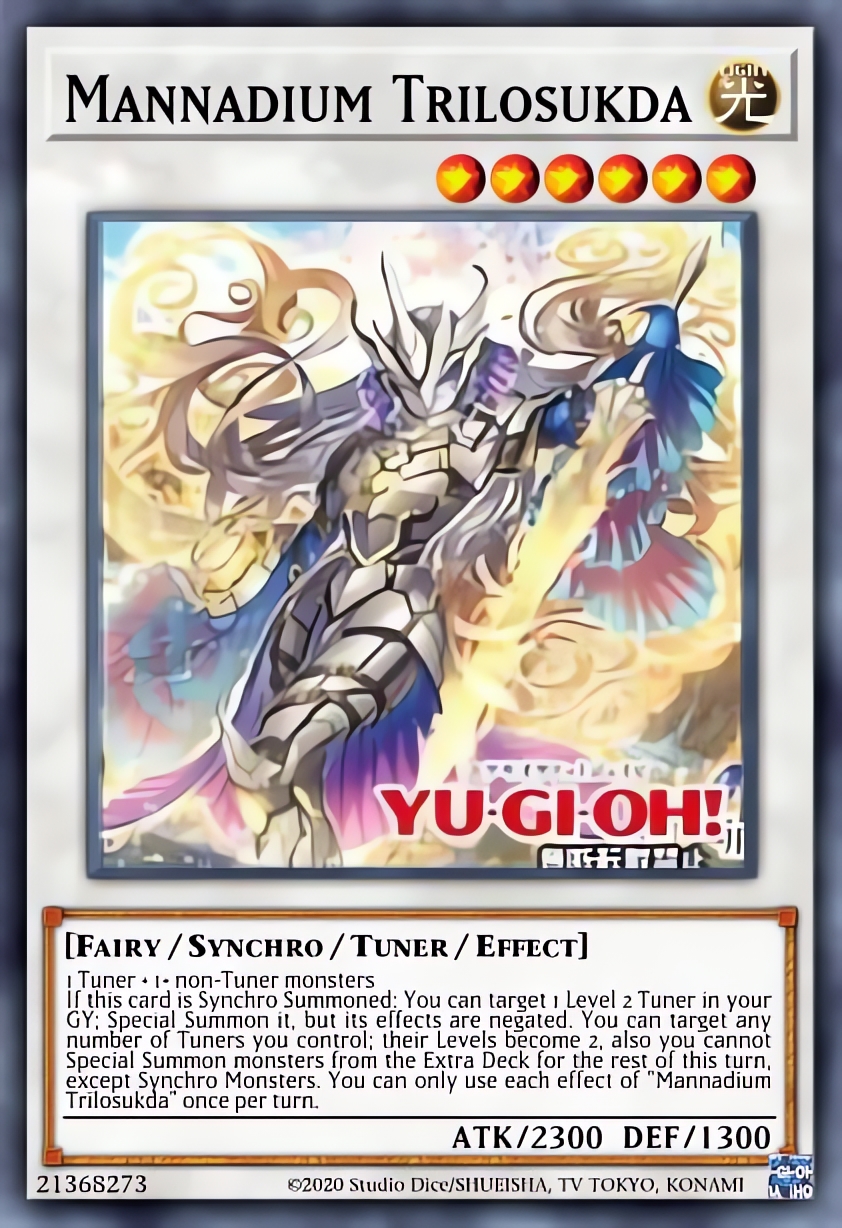 MANNADIUM TRILOSUKDA
光
YU-GI-OH!
[FAIRY/SYNCHRO/TUNER/EFFECT]
1 Tuner + 1+ non-Tuner monsters
If this card is Synchro Summoned: You can target 1 Level 2 Tuner in your
GY; Special Summon it, but its effects are negated. You can target any
number of Tuners you control; their Levels become 2, also you cannot
Special Summon monsters from the Extra Deck for the rest of this turn,
except Synchro Monsters. You can only use each effect of "Mannadium
Trilosukda" once per turn.
ATK/2300 DEF/1300
21368273
©2020 Studio Dice/SHUEISHA, TV TOKYO, KONAMI